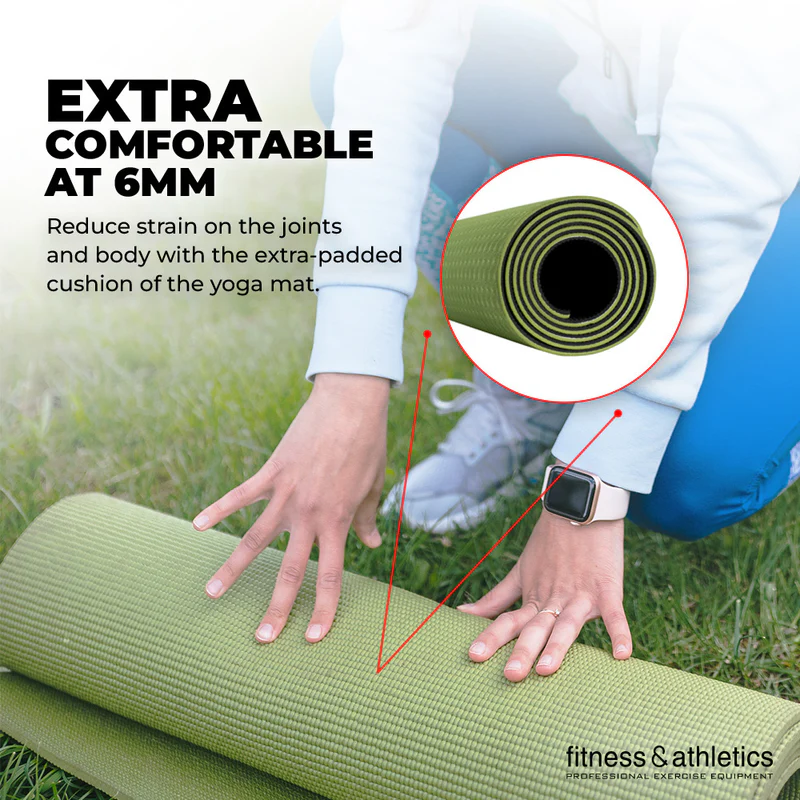 EXTRA
COMFORTABLE
AT 6MM
Reduce strain on the joints
and body with the extra-padded
cushion of the yoga mat.
fitness & athletics
PROFESSIONAL EXERCISE EQUIPMENT